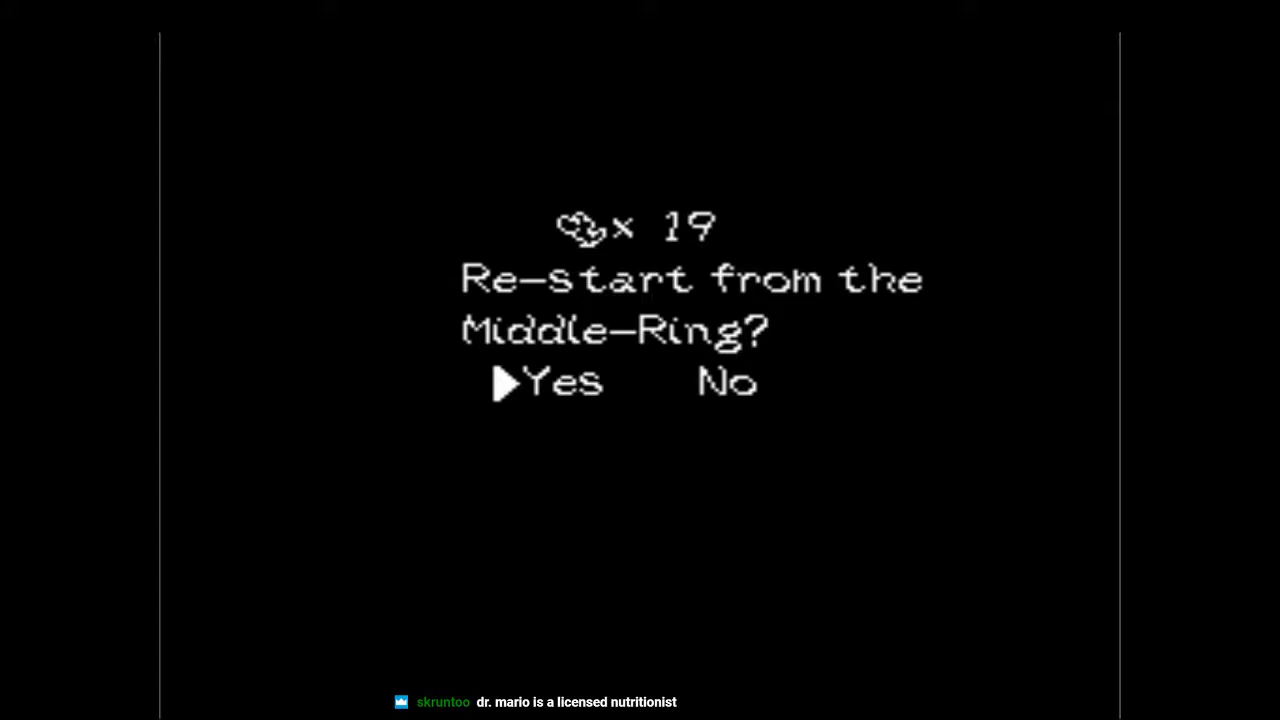 x 19
Re-start from the
Middle-Ring?
Yes No
skruntoo dr. mario is a licensed nutritionist